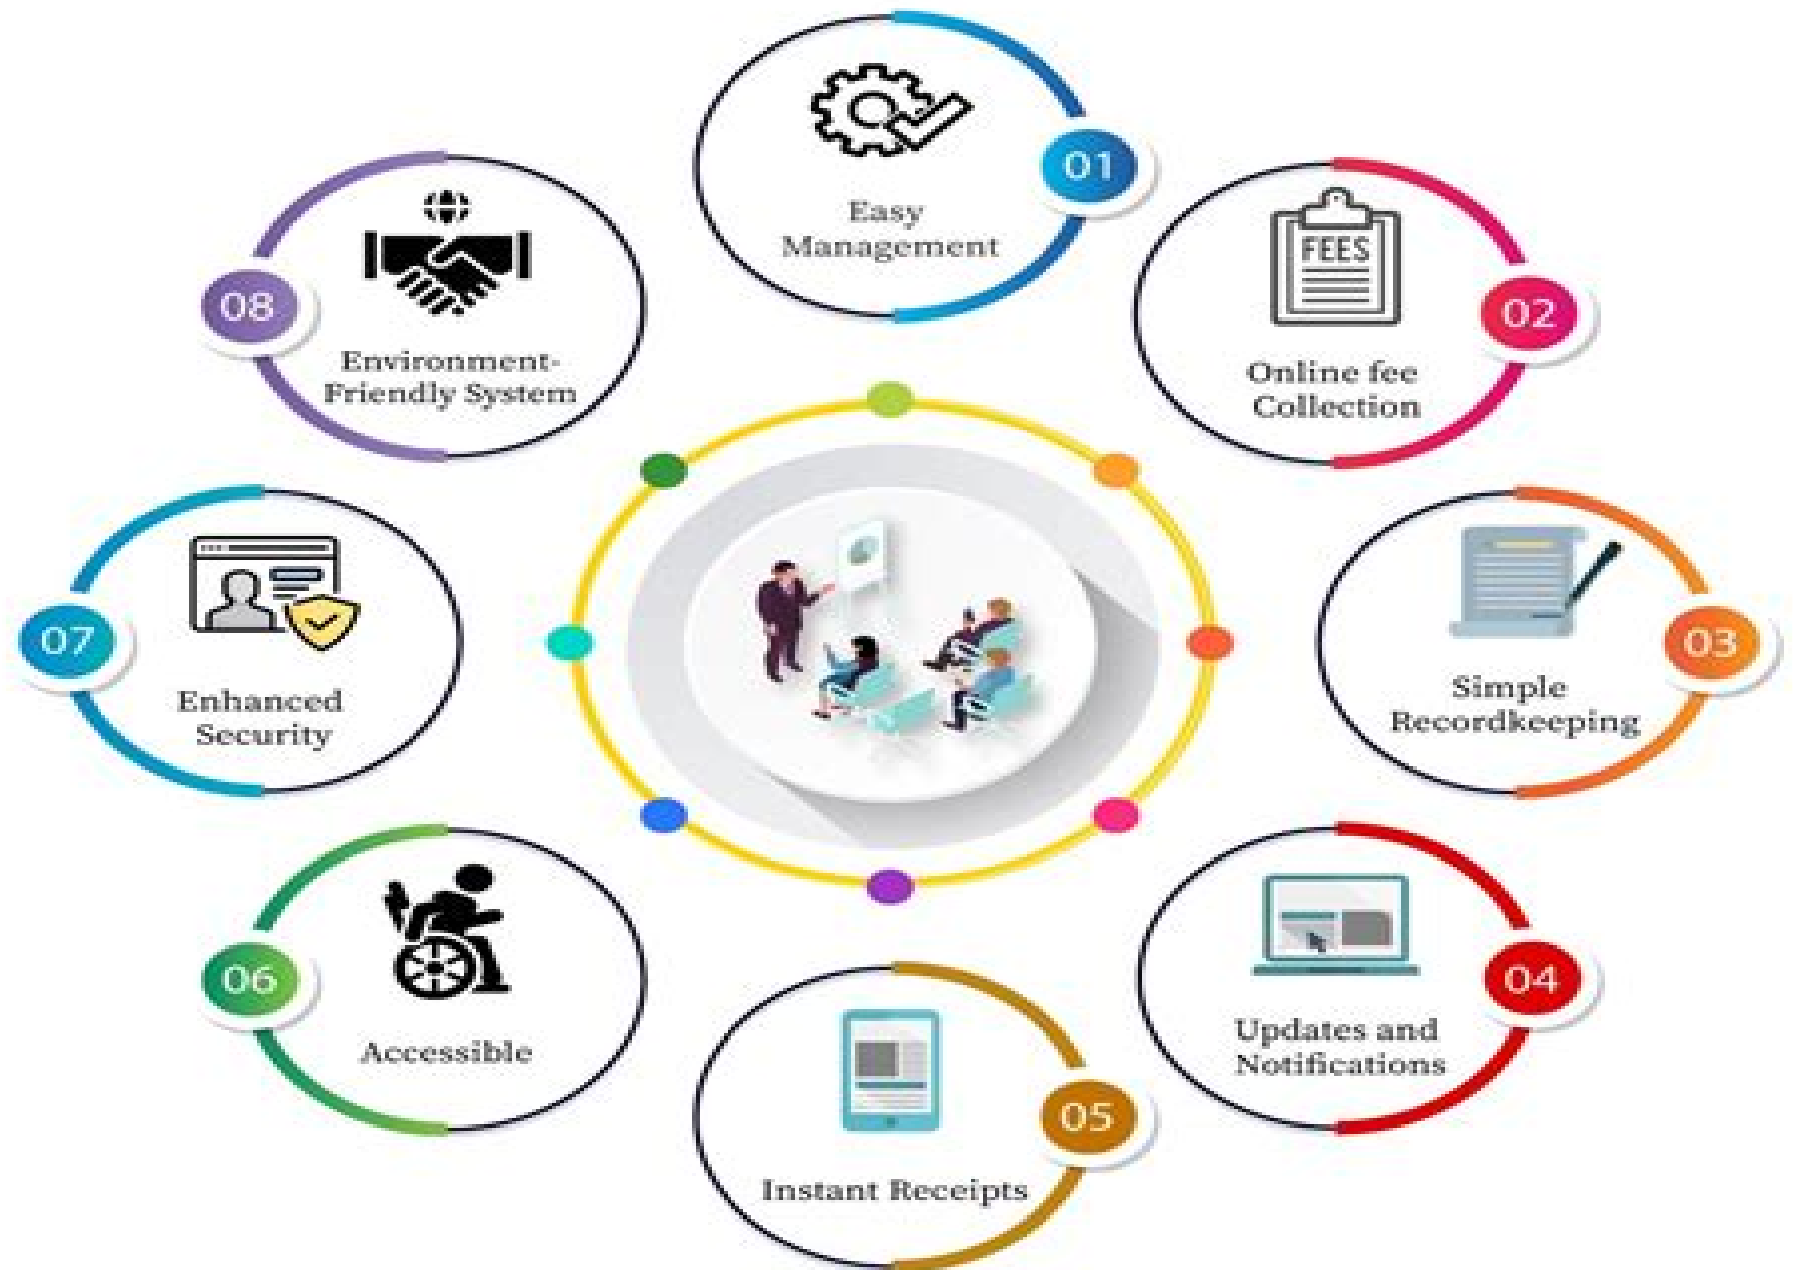 01
Easy
Management
02
FEES
Online fee
Collection
03
Simple
Recordkeeping
04
Updates and
Notifications
05
Instant Receipts
06
Accessible
07
Enhanced
Security
08
Environment-
Friendly System